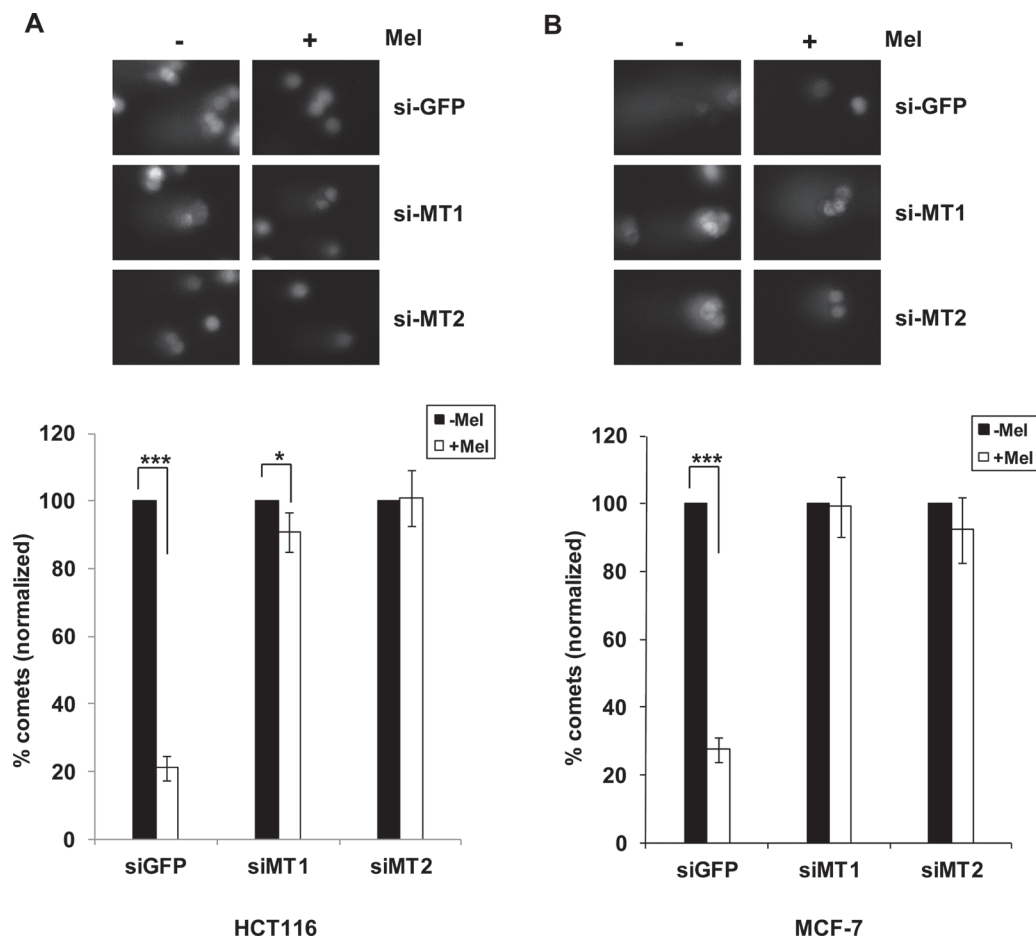 A
- + Mel
si-GFP
si-MT1
si-MT2
-Mel
+Mel
% comets (normalized)
120
100
80
60
40
20
0
***
*
siGFP siMT1 siMT2
HCT116
B
- + Mel
si-GFP
si-MT1
si-MT2
-Mel
+Mel
% comets (normalized)
120
100
80
60
40
20
0
***
siGFP siMT1 siMT2
MCF-7